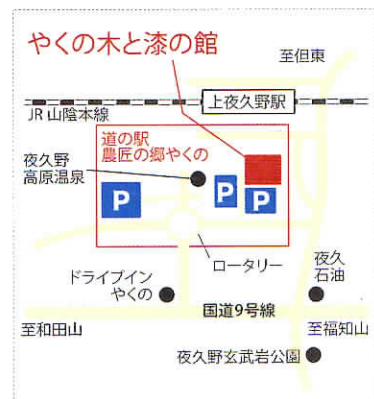 やくの木と漆の館
至但東
上夜久野駅
JR 山陰本線
道の駅
農匠の郷やくの
夜久野
高原温泉
P
P
P
ロータリー
夜久
石油
ドライブイン
やくの
国道9号線
至和田山
至福知山
夜久野玄武岩公園